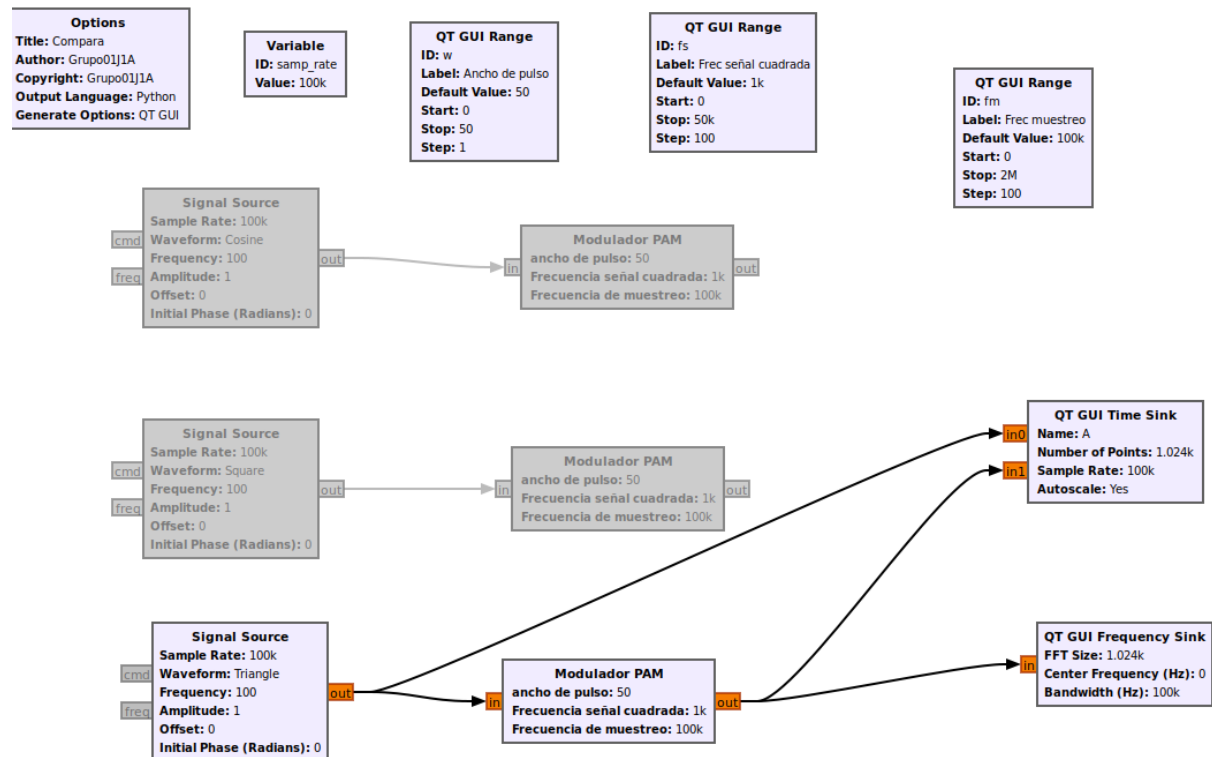 Options
Title: Compara
Author: Grupo01J1A
Copyright: Grupo01J1A
Output Language: Python
Generate Options: QT GUI
Variable
ID: samp_rate
Value: 100k
QT GUI Range
ID: w
Label: Ancho de pulso
Default Value: 50
Start: 0
Stop: 50
Step: 1
QT GUI Range
ID: fs
Label: Frec señal cuadrada
Default Value: 1k
Start: 0
Stop: 50k
Step: 100
QT GUI Range
ID: fm
Label: Frec muestreo
Default Value: 100k
Start: 0
Stop: 2M
Step: 100
Signal Source
Sample Rate: 100k
Waveform: Cosine
Frequency: 100
Amplitude: 1
Offset: 0
Initial Phase (Radians): 0
cmd
freq
out
Modulador PAM
ancho de pulso: 50
Frecuencia señal cuadrada: 1k
Frecuencia de muestreo: 100k
in
out
Signal Source
Sample Rate: 100k
Waveform: Square
Frequency: 100
Amplitude: 1
Offset: 0
Initial Phase (Radians): 0
cmd
freq
out
Modulador PAM
ancho de pulso: 50
Frecuencia señal cuadrada: 1k
Frecuencia de muestreo: 100k
in
out
QT GUI Time Sink
Name: A
Number of Points: 1.024k
Sample Rate: 100k
Autoscale: Yes
in0
in1
Signal Source
Sample Rate: 100k
Waveform: Triangle
Frequency: 100
Amplitude: 1
Offset: 0
Initial Phase (Radians): 0
cmd
freq
out
Modulador PAM
ancho de pulso: 50
Frecuencia señal cuadrada: 1k
Frecuencia de muestreo: 100k
in
out
QT GUI Frequency Sink
FFT Size: 1.024k
Center Frequency (Hz): 0
Bandwidth (Hz): 100k
in